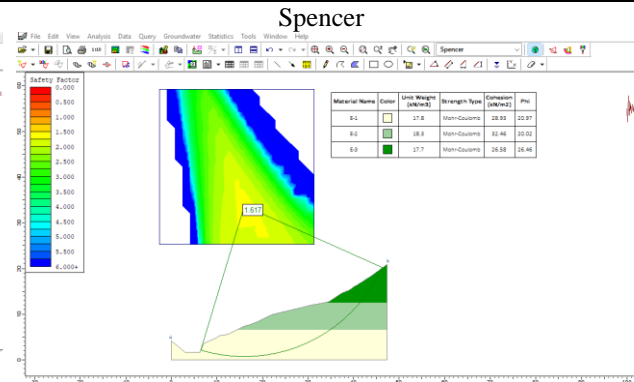 Spencer
File Edit View Analysis Data Query Groundwater Statistics Tools Window Help
Spencer
Safety Factor
0.000
0.500
1.000
1.500
2.000
2.500
3.000
3.500
4.000
4.500
5.000
5.500
6.000+
Material Name Color Unit Weight (kN/m3) Strength Type Cohesion (kN/m2) Phi
E-1 17.8 Mohr-Coulomb 28.93 20.97
E-2 18.3 Mohr-Coulomb 32.46 20.02
E-3 17.7 Mohr-Coulomb 26.58 26.46
1.617